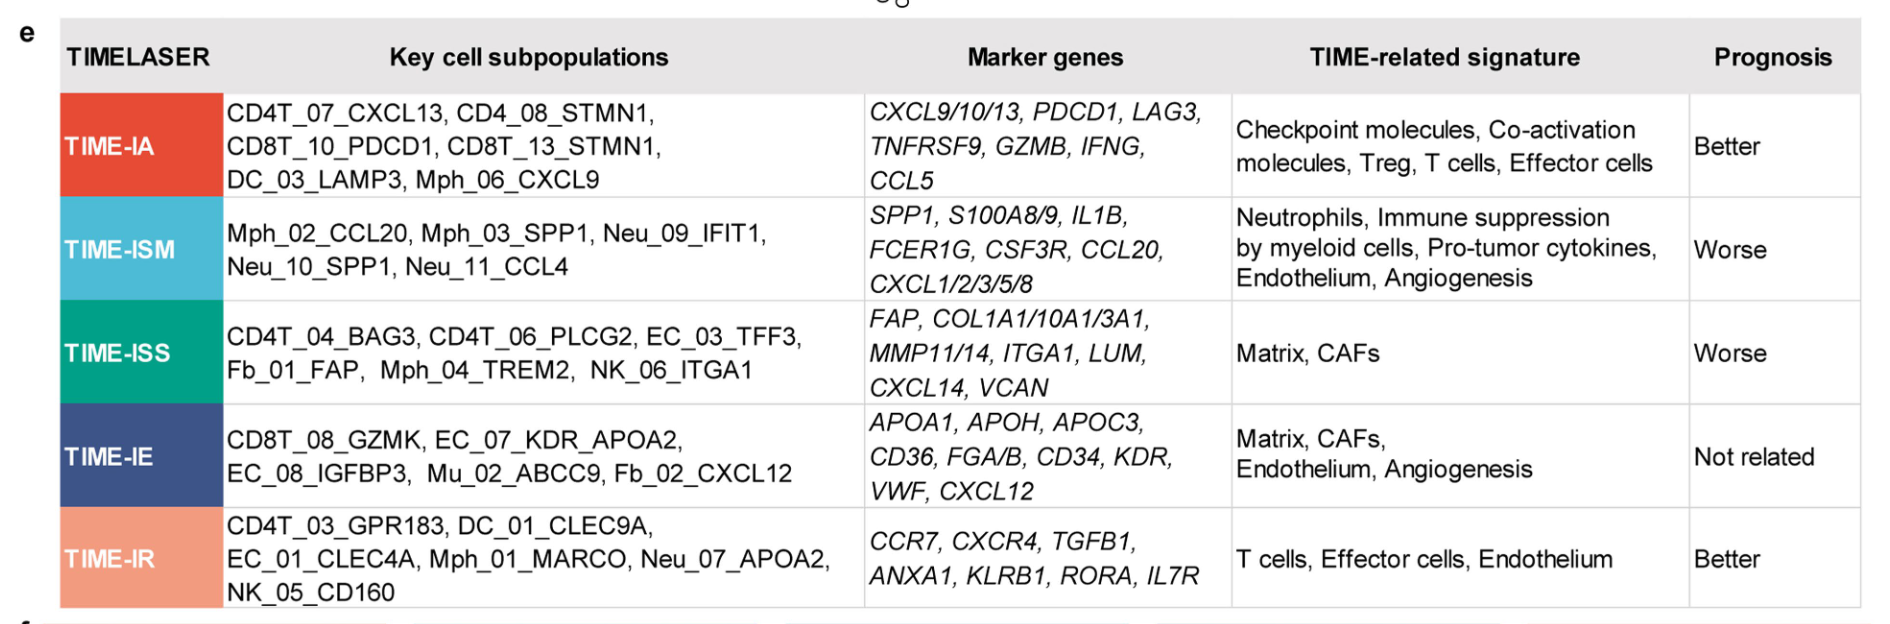 e
TIMELASER Key cell subpopulations Marker genes TIME-related signature Prognosis
TIME-IA
CD4T_07_CXCL13, CD4_08_STMN1,
CD8T_10_PDCD1, CD8T_13_STMN1,
DC_03_LAMP3, Mph_06_CXCL9
CXCL9/10/13, PDCD1, LAG3,
TNFRSF9, GZMB, IFNG,
CCL5
Checkpoint molecules, Co-activation
molecules, Treg, T cells, Effector cells
Better
TIME-ISM
Mph_02_CCL20, Mph_03_SPP1, Neu_09_IFIT1,
Neu_10_SPP1, Neu_11_CCL4
SPP1, S100A8/9, IL1B,
FCER1G, CSF3R, CCL20,
CXCL1/2/3/5/8
Neutrophils, Immune suppression
by myeloid cells, Pro-tumor cytokines,
Endothelium, Angiogenesis
Worse
TIME-ISS
CD4T_04_BAG3, CD4T_06_PLCG2, EC_03_TFF3,
Fb_01_FAP, Mph_04_TREM2, NK_06_ITGA1
FAP, COL1A1/10A1/3A1,
MMP11/14, ITGA1, LUM,
CXCL14, VCAN
Matrix, CAFs
Worse
TIME-IE
CD8T_08_GZMK, EC_07_KDR_APOA2,
EC_08_IGFBP3, Mu_02_ABCC9, Fb_02_CXCL12
APOA1, APOH, APOC3,
CD36, FGA/B, CD34, KDR,
VWF, CXCL12
Matrix, CAFs,
Endothelium, Angiogenesis
Not related
TIME-IR
CD4T_03_GPR183, DC_01_CLEC9A,
EC_01_CLEC4A, Mph_01_MARCO, Neu_07_APOA2,
NK_05_CD160
CCR7, CXCR4, TGFB1,
ANXA1, KLRB1, RORA, IL7R
T cells, Effector cells, Endothelium
Better